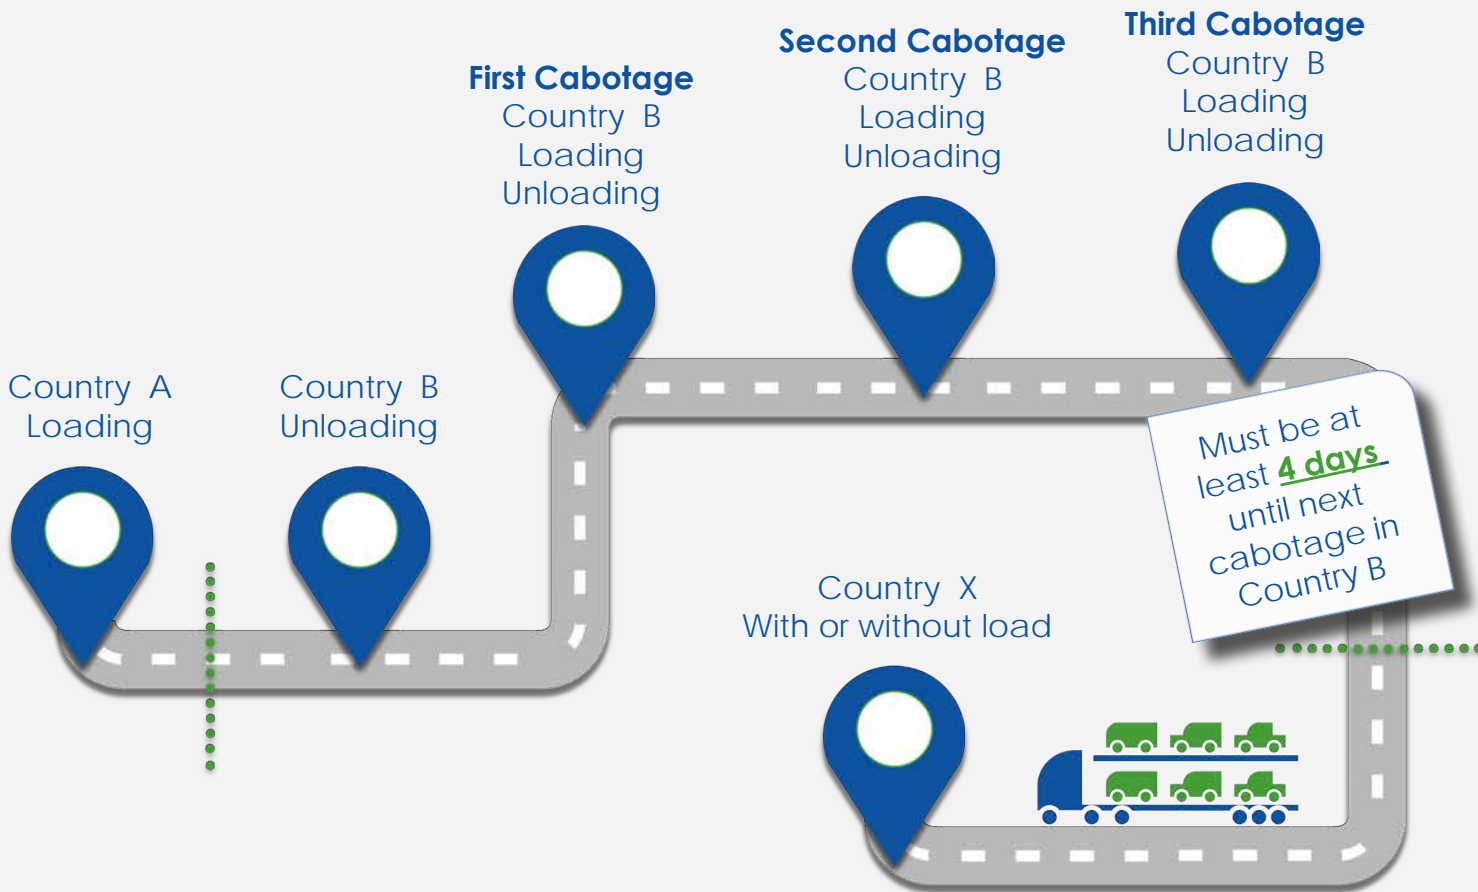 Country A
Loading
Country B
Unloading
First Cabotage
Country B
Loading
Unloading
Second Cabotage
Country B
Loading
Unloading
Third Cabotage
Country B
Loading
Unloading
Must be at
least 4 days
until next
cabotage in
Country B
Country X
With or without load